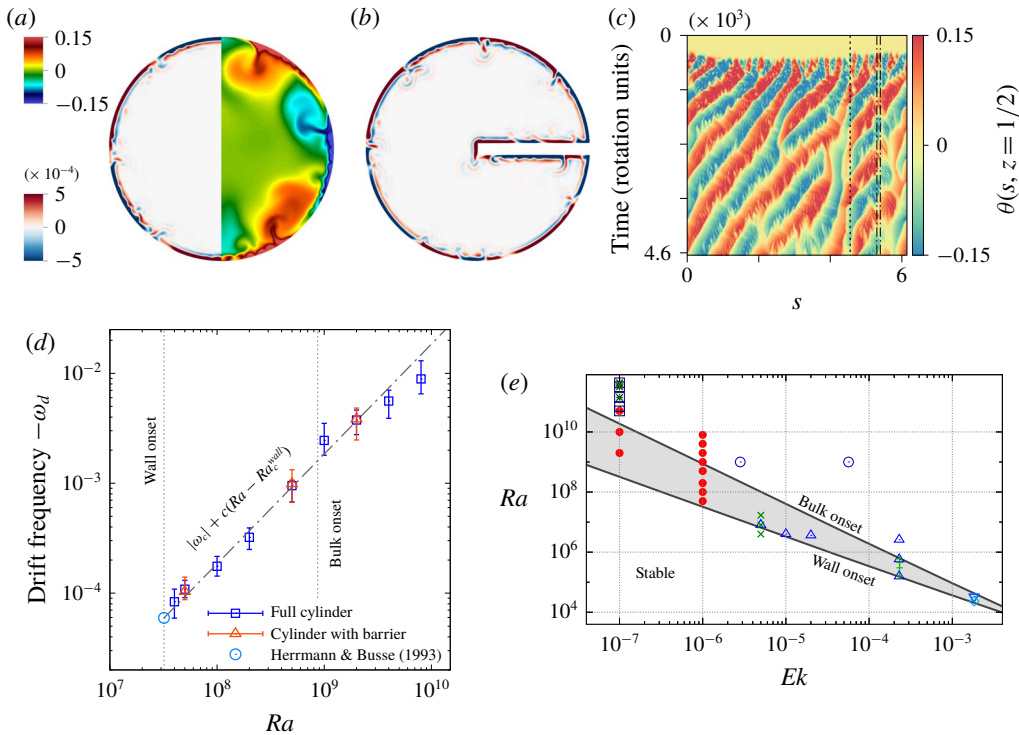 (a)
0.15
0
−0.15
(× 10⁻⁴)
5
0
−5
(b)
(c)
(× 10³)
0
Time (rotation units)
4.6
0
6
s
0.15
0
−0.15
θ(s, z = 1/2)
(d)
Drift frequency −ω_d
10⁻²
10⁻³
10⁻⁴
Wall onset
|ω_c| + c(Ra − Ra_c^wall)
Bulk onset
Full cylinder
Cylinder with barrier
Herrmann & Busse (1993)
10⁷
10⁸
10⁹
10¹⁰
Ra
(e)
Ra
10¹⁰
10⁸
10⁶
10⁴
Bulk onset
Wall onset
Stable
10⁻⁷
10⁻⁶
10⁻⁵
10⁻⁴
10⁻³
Ek